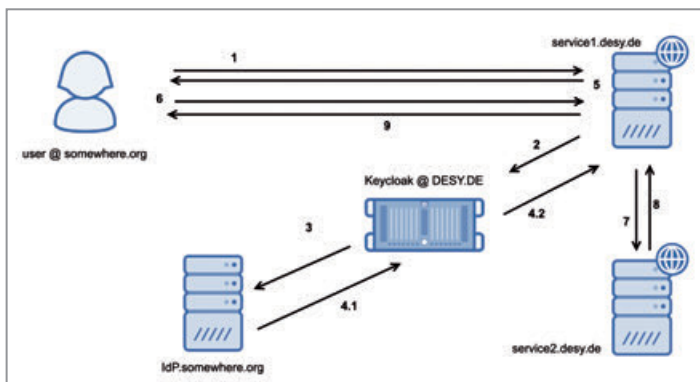 service1.desy.de
1
5
6
9
user @ somewhere.org
2
Keycloak @ DESY.DE
4.2
7
8
3
4.1
service2.desy.de
IdP.somewhere.org